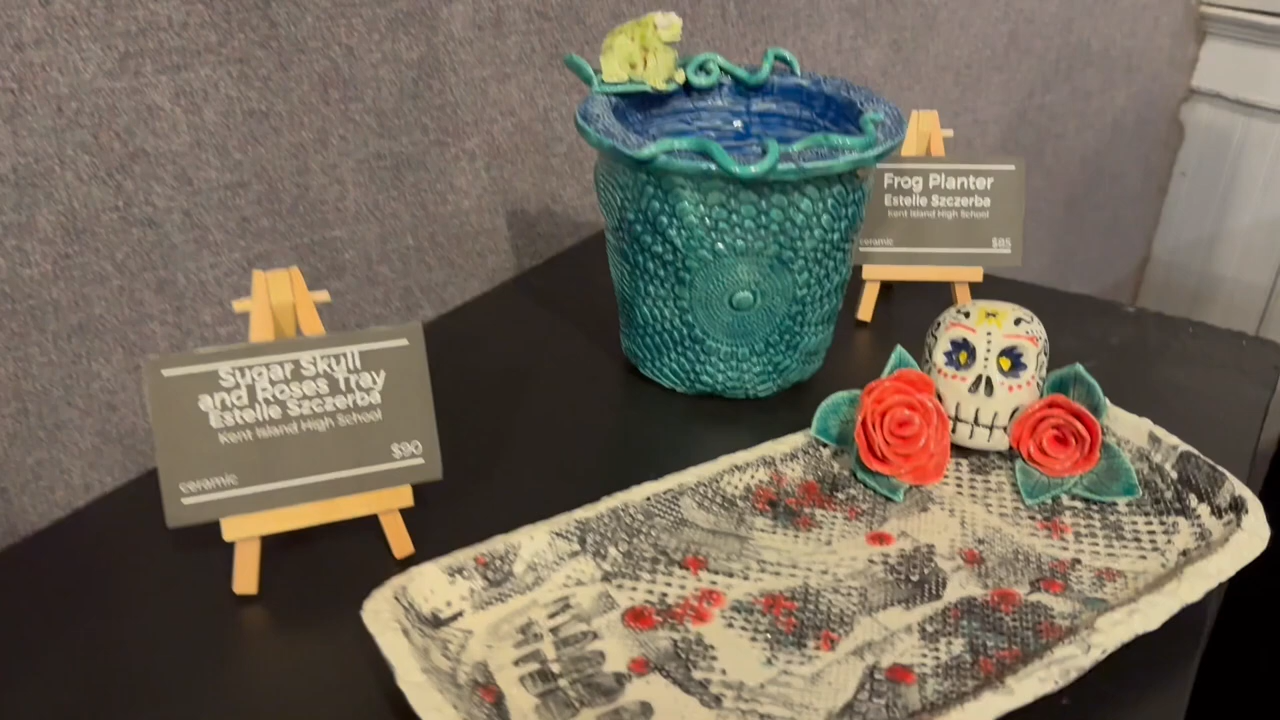 Sugar Skull
and Roses Tray
Estelle Szczerba
Kent Island High School
$90
ceramic
Frog Planter
Estelle Szczerba
Kent Island High School
ceramic
$85